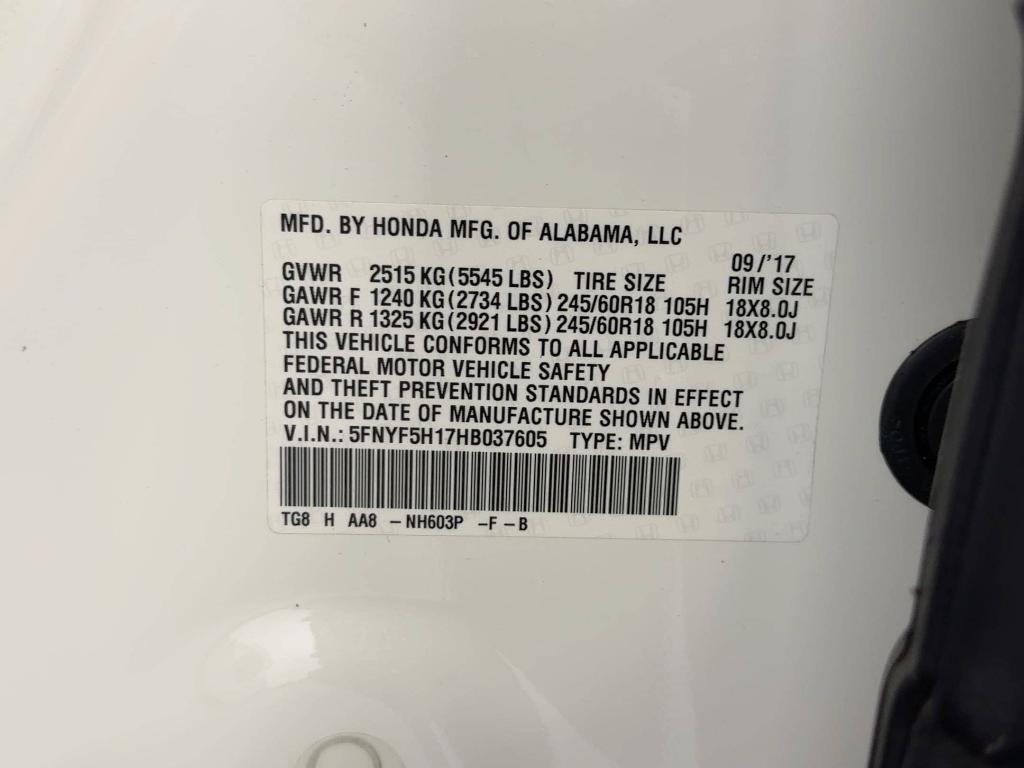 MFD. BY HONDA MFG. OF ALABAMA, LLC
09/'17
GVWR 2515 KG (5545 LBS) TIRE SIZE RIM SIZE
GAWR F 1240 KG (2734 LBS) 245/60R18 105H 18X8.0J
GAWR R 1325 KG (2921 LBS) 245/60R18 105H 18X8.0J
THIS VEHICLE CONFORMS TO ALL APPLICABLE
FEDERAL MOTOR VEHICLE SAFETY
AND THEFT PREVENTION STANDARDS IN EFFECT
ON THE DATE OF MANUFACTURE SHOWN ABOVE.
V.I.N.: 5FNYF5H17HB037605 TYPE: MPV
TG8 H AA8 -NH603P -F-B